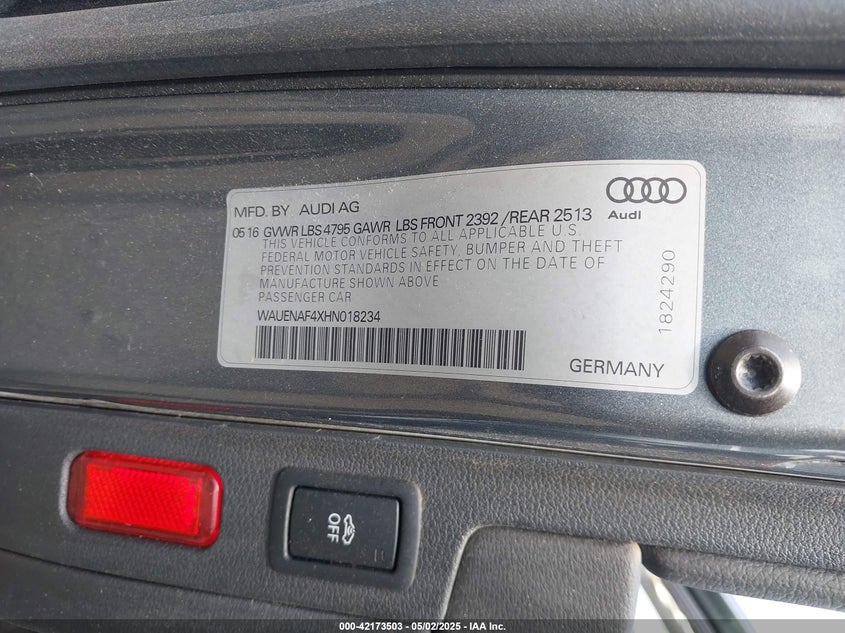 MFD. BY AUDI AG
Audi
05 16 GVWR LBS 4795 GAWR LBS FRONT 2392 /REAR 2513
THIS VEHICLE CONFORMS TO ALL APPLICABLE U S.
FEDERAL MOTOR VEHICLE SAFETY, BUMPER AND THEFT
PREVENTION STANDARDS IN EFFECT ON THE DATE OF
MANUFACTURE SHOWN ABOVE
PASSENGER CAR
WAUENAF4XHN018234
1824290
GERMANY
OFF
000-42173503 - 05/02/2025 - IAA Inc.